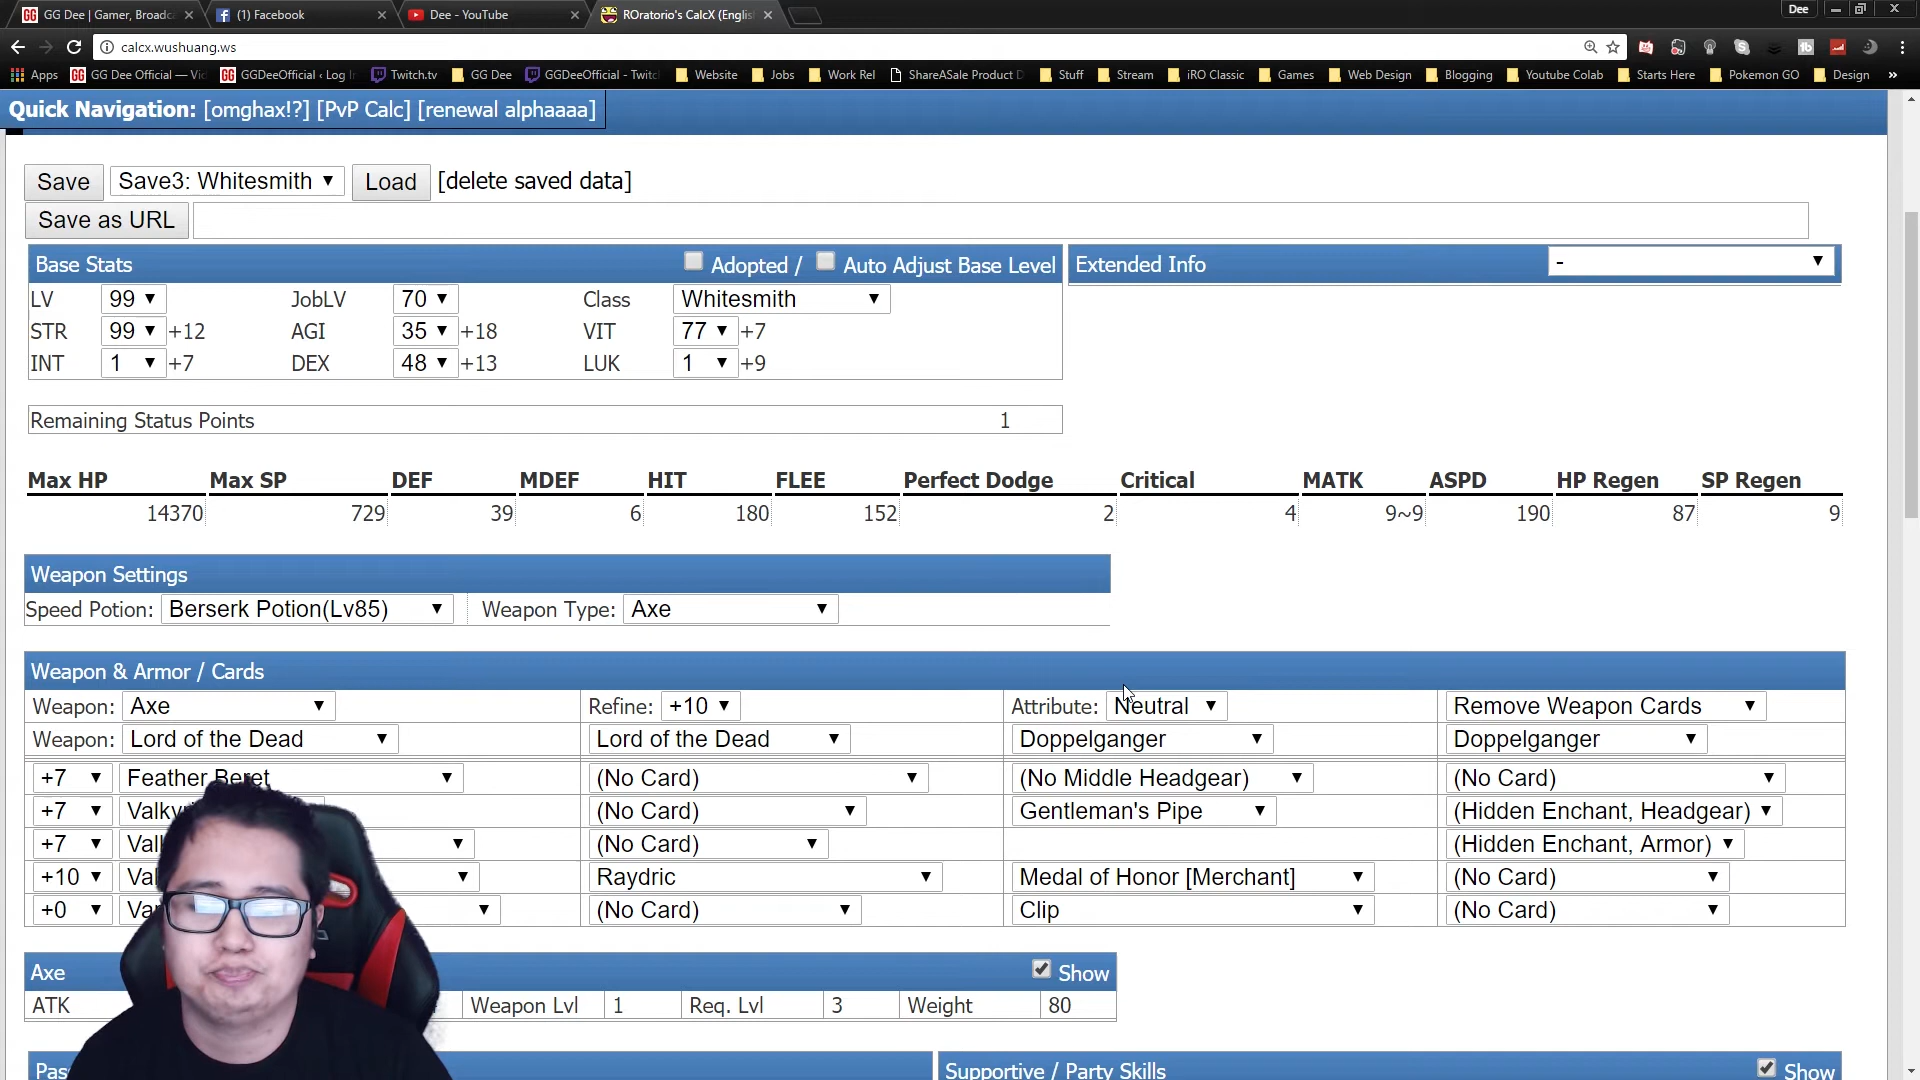 GG Dee | Gamer, Broadca
(1) Facebook
Dee - YouTube
ROratorio's CalcX (Englis
Dee
calcx.wushuang.ws
Apps
GG Dee Official — Vi
GGDeeOfficial ‹ Log I
Twitch.tv
GG Dee
GGDeeOfficial - Twitc
Website
Jobs
Work Rel
ShareASale Product D
Stuff
Stream
iRO Classic
Games
Web Design
Blogging
Youtube Colab
Starts Here
Pokemon GO
Design
»
Quick Navigation: [omghax!?] [PvP Calc] [renewal alphaaaa]
Save Save3: Whitesmith Load [delete saved data]
Save as URL
Base Stats Adopted / Auto Adjust Base Level Extended Info -
LV 99 JobLV 70 Class Whitesmith
STR 99 +12 AGI 35 +18 VIT 77 +7
INT 1 +7 DEX 48 +13 LUK 1 +9
Remaining Status Points 1
Max HP Max SP DEF MDEF HIT FLEE Perfect Dodge Critical MATK ASPD HP Regen SP Regen
14370 729 39 6 180 152 2 4 9~9 190 87 9
Weapon Settings
Speed Potion: Berserk Potion(Lv85) Weapon Type: Axe
Weapon & Armor / Cards
Weapon: Axe Refine: +10 Attribute: Neutral Remove Weapon Cards
Weapon: Lord of the Dead Lord of the Dead Doppelganger Doppelganger
+7 Feather Beret (No Card) (No Middle Headgear) (No Card)
+7 Valky (No Card) Gentleman's Pipe (Hidden Enchant, Headgear)
+7 Val (No Card) (Hidden Enchant, Armor)
+10 Val Raydric Medal of Honor [Merchant] (No Card)
+0 Va (No Card) Clip (No Card)
Axe Show
ATK Weapon Lvl 1 Req. Lvl 3 Weight 80
Pas Supportive / Party Skills Show